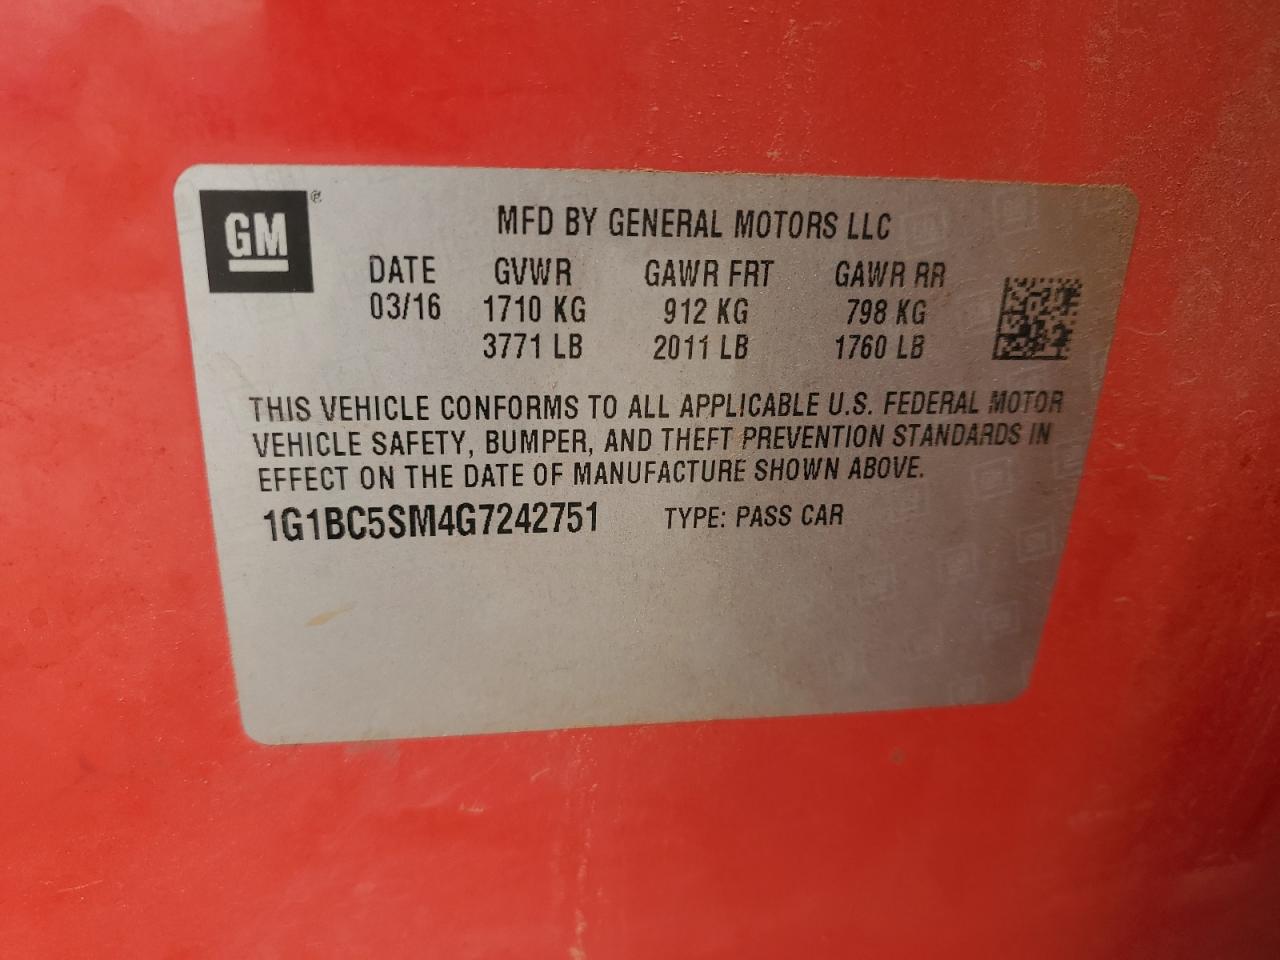 GM ®
MFD BY GENERAL MOTORS LLC
DATE GVWR GAWR FRT GAWR RR
03/16 1710 KG 912 KG 798 KG
3771 LB 2011 LB 1760 LB
THIS VEHICLE CONFORMS TO ALL APPLICABLE U.S. FEDERAL MOTOR
VEHICLE SAFETY, BUMPER, AND THEFT PREVENTION STANDARDS IN
EFFECT ON THE DATE OF MANUFACTURE SHOWN ABOVE.
1G1BC5SM4G7242751 TYPE: PASS CAR